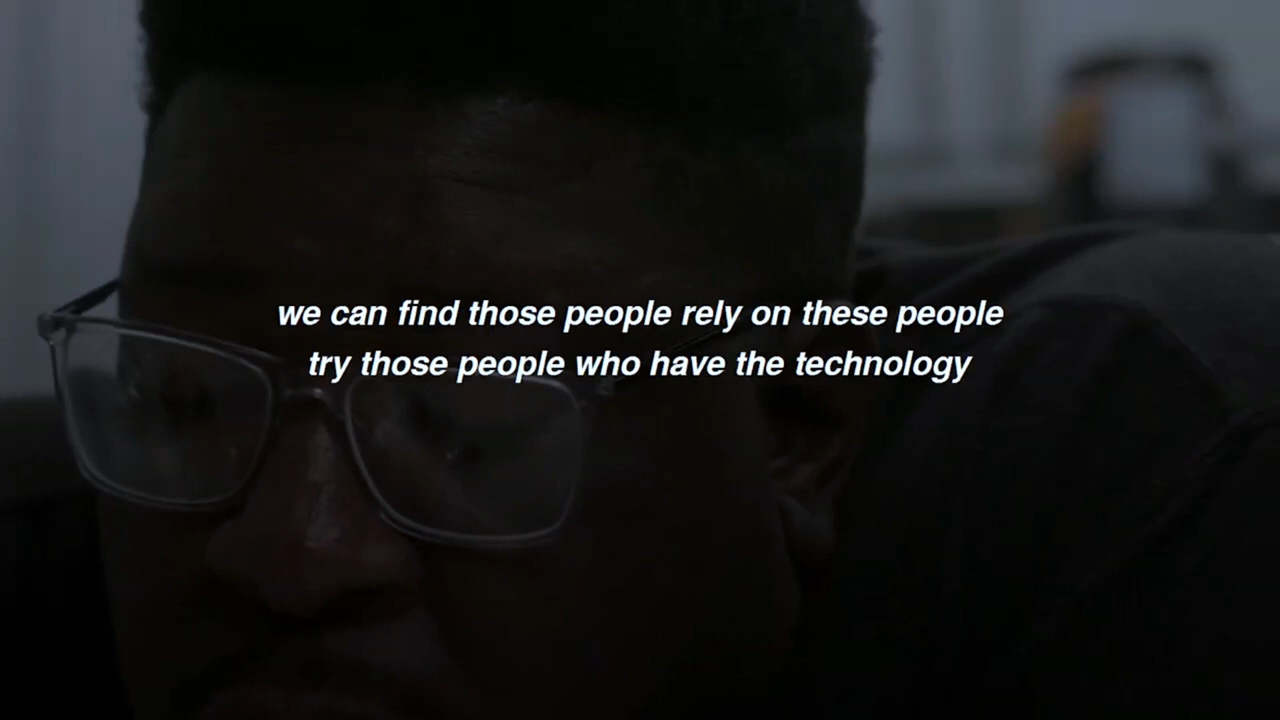 we can find those people rely on these people
try those people who have the technology